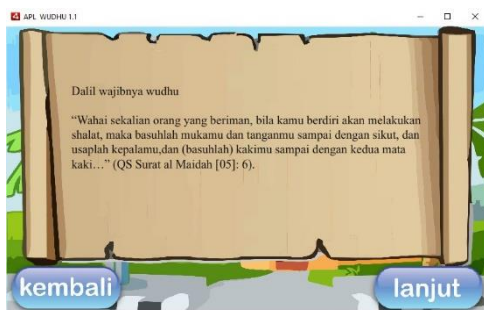 APL WUDHU 1.1
Dalil wajibnya wudhu
“Wahai sekalian orang yang beriman, bila kamu berdiri akan melakukan
shalat, maka basuhlah mukamu dan tanganmu sampai dengan sikut, dan
usaplah kepalamu,dan (basuhlah) kakimu sampai dengan kedua mata
kaki…” (QS Surat al Maidah [05]: 6).
kembali
lanjut